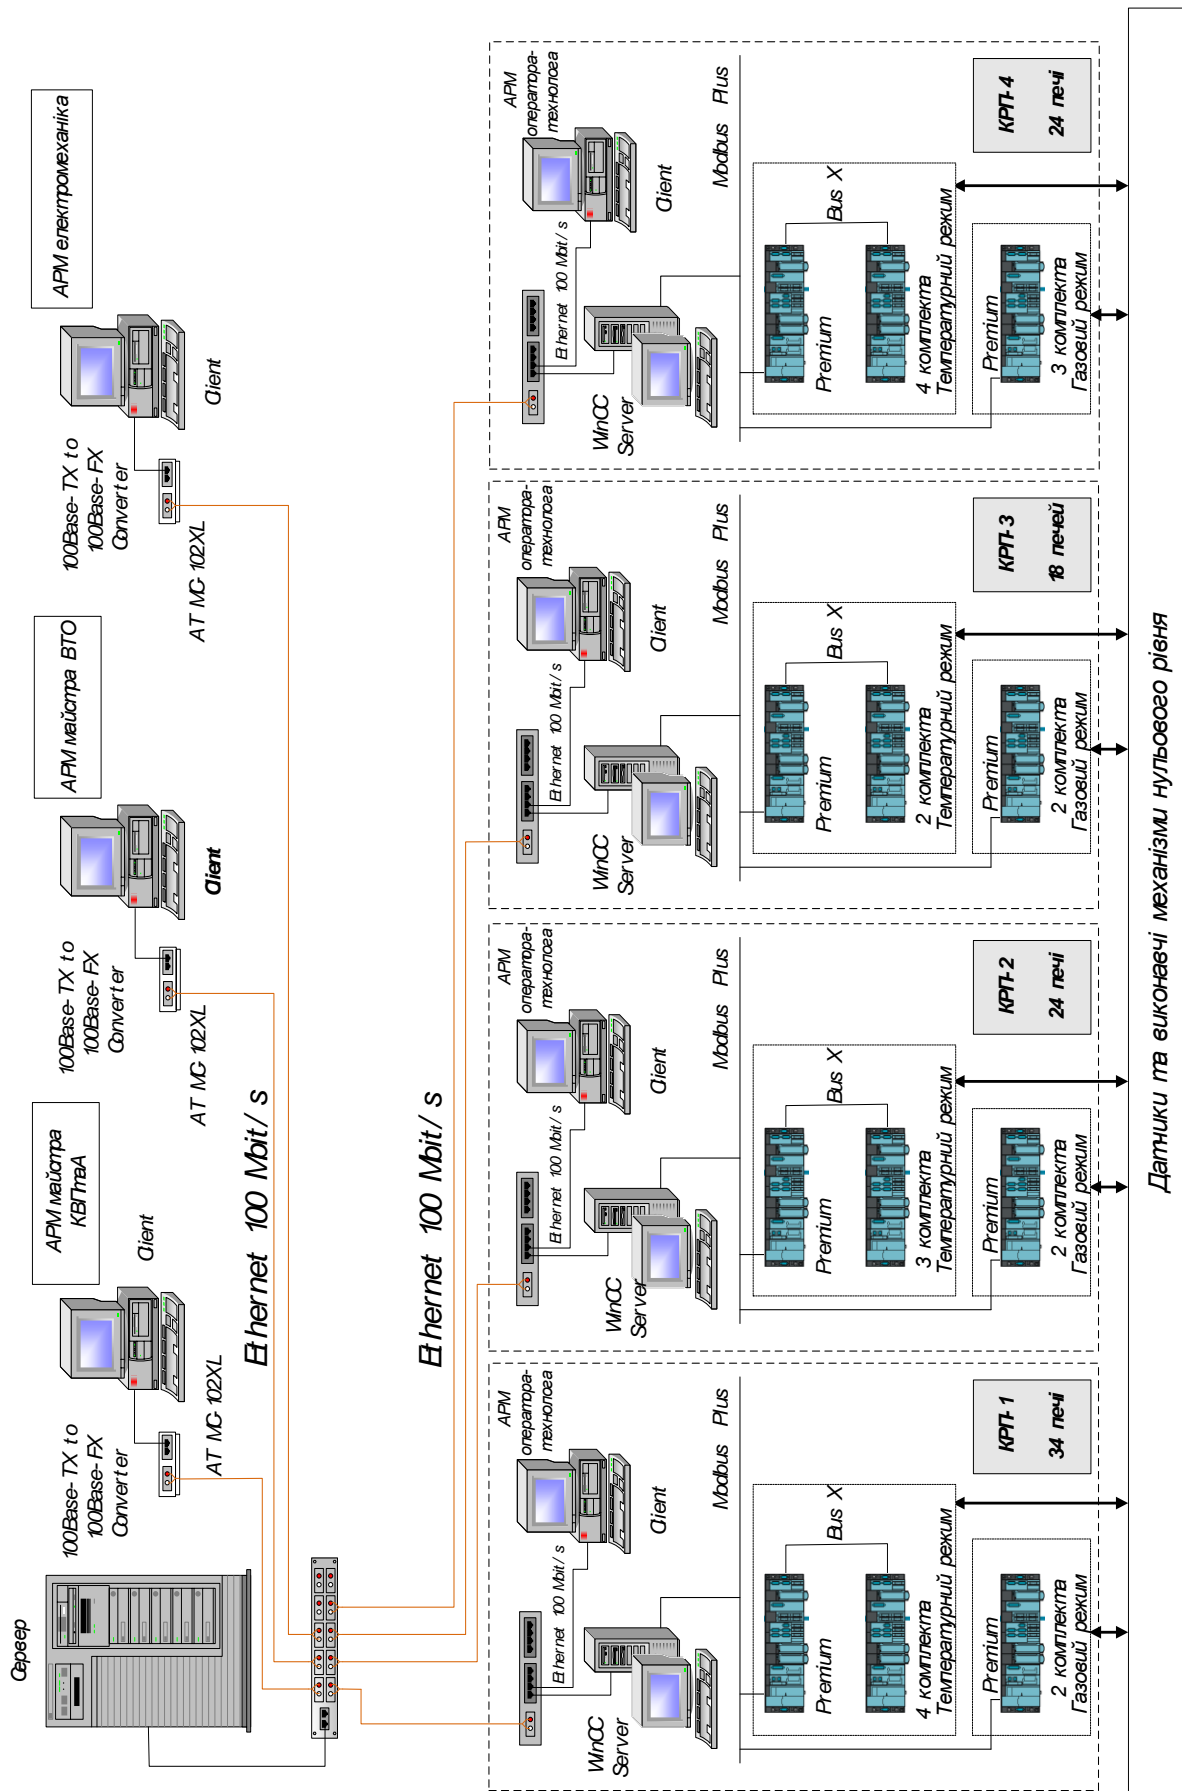 Сервер
100Base-TX to
100Base-FX
Converter
AT MC-102XL
АРМ майстра
КВПтаА
Client
100Base-TX to
100Base-FX
Converter
AT MC-102XL
АРМ майстра ВТО
Client
100Base-TX to
100Base-FX
Converter
AT MC-102XL
АРМ електромеханіка
Client
Ethernet 100 Mbit/s
Ethernet 100 Mbit/s
АРМ
оператора-
технолога
Ethernet 100 Mbit/s
Client
WinCC
Server
Modbus Plus
Bus X
Premium
4 комплекта
Температурний режим
Premium
2 комплекта
Газовий режим
КРП-1
34 печі
АРМ
оператора-
технолога
Ethernet 100 Mbit/s
Client
WinCC
Server
Modbus Plus
Bus X
Premium
3 комплекта
Температурний режим
Premium
2 комплекта
Газовий режим
КРП-2
24 печі
АРМ
оператора-
технолога
Ethernet 100 Mbit/s
Client
WinCC
Server
Modbus Plus
Bus X
Premium
2 комплекта
Температурний режим
Premium
2 комплекта
Газовий режим
КРП-3
18 печей
АРМ
оператора-
технолога
Ethernet 100 Mbit/s
Client
WinCC
Server
Modbus Plus
Bus X
Premium
4 комплекта
Температурний режим
Premium
3 комплекта
Газовий режим
КРП-4
24 печі
Датчики та виконавчі механізми нульового рівня